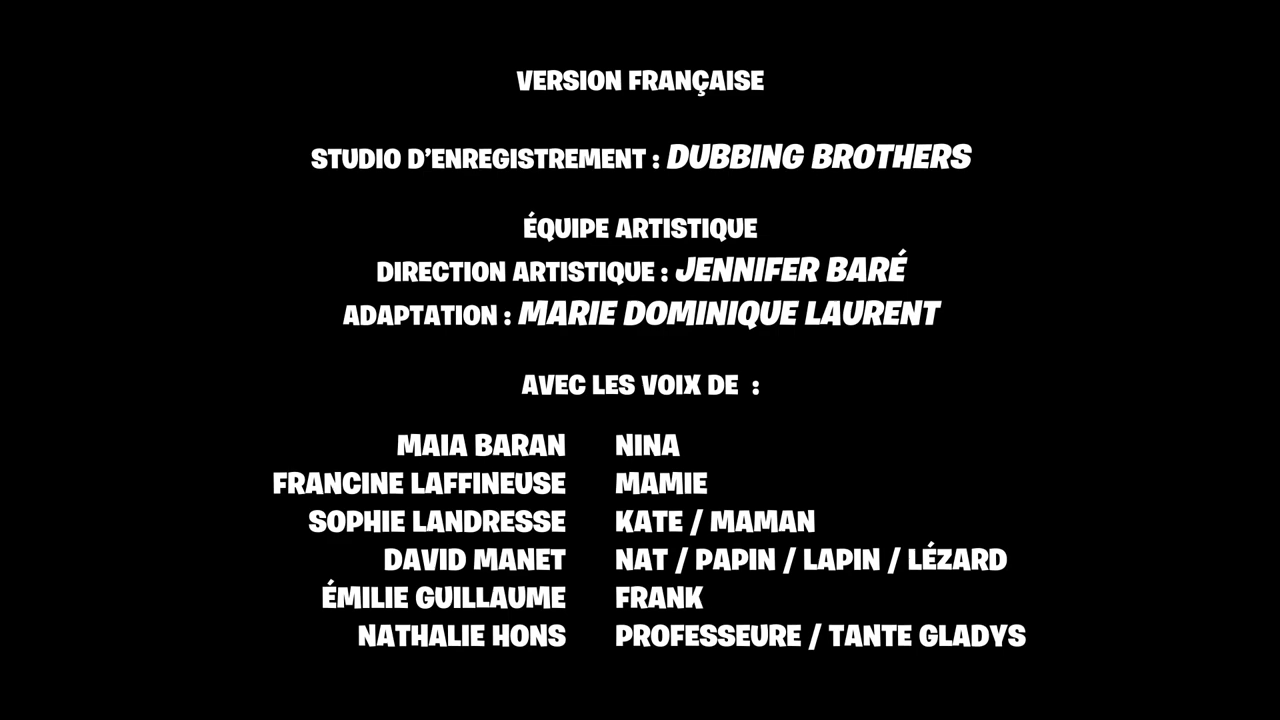 VERSION FRANÇAISE
STUDIO D'ENREGISTREMENT : DUBBING BROTHERS
ÉQUIPE ARTISTIQUE
DIRECTION ARTISTIQUE : JENNIFER BARÉ
ADAPTATION : MARIE DOMINIQUE LAURENT
AVEC LES VOIX DE :
MAIA BARAN NINA
FRANCINE LAFFINEUSE MAMIE
SOPHIE LANDRESSE KATE / MAMAN
DAVID MANET NAT / PAPIN / LAPIN / LÉZARD
ÉMILIE GUILLAUME FRANK
NATHALIE HONS PROFESSEURE / TANTE GLADYS